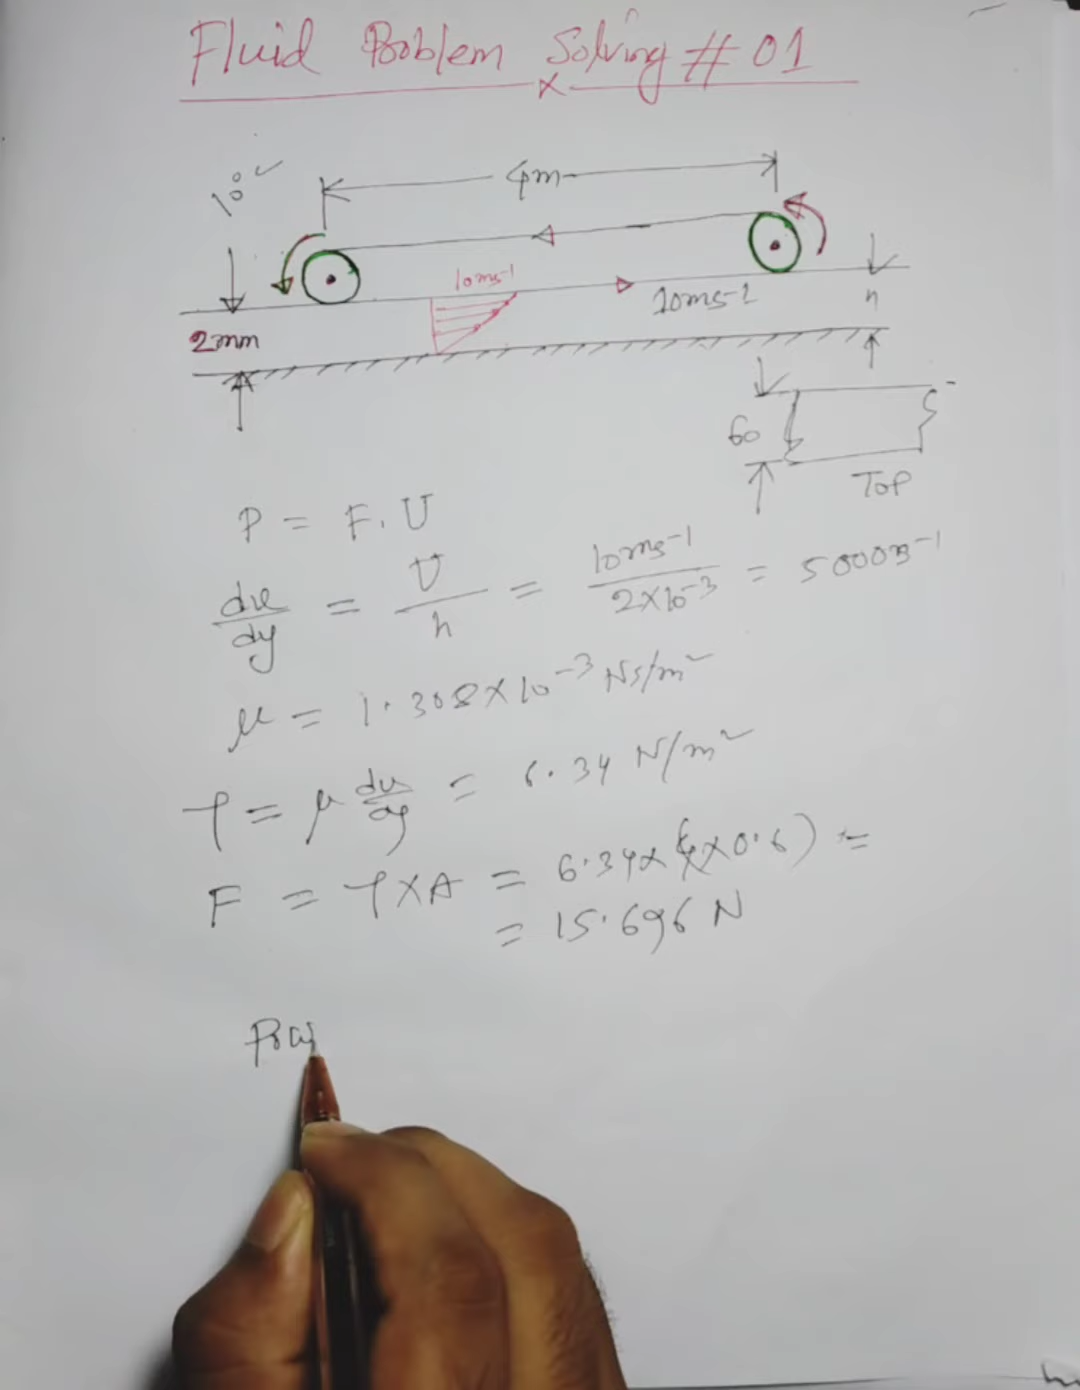 Fluid Problem Solving # 01
10°
4m
10ms-1
10ms-1
2mm
h
60
TOP
P = F. U
du/dy = U/h = 10ms-1/2×10-3 = 5000s-1
μ = 1.308×10-3 Ns/m2
τ = μ du/dy = 6.34 N/m2
F = τ×A = 6.34×(4×0.6) =
= 15.696 N